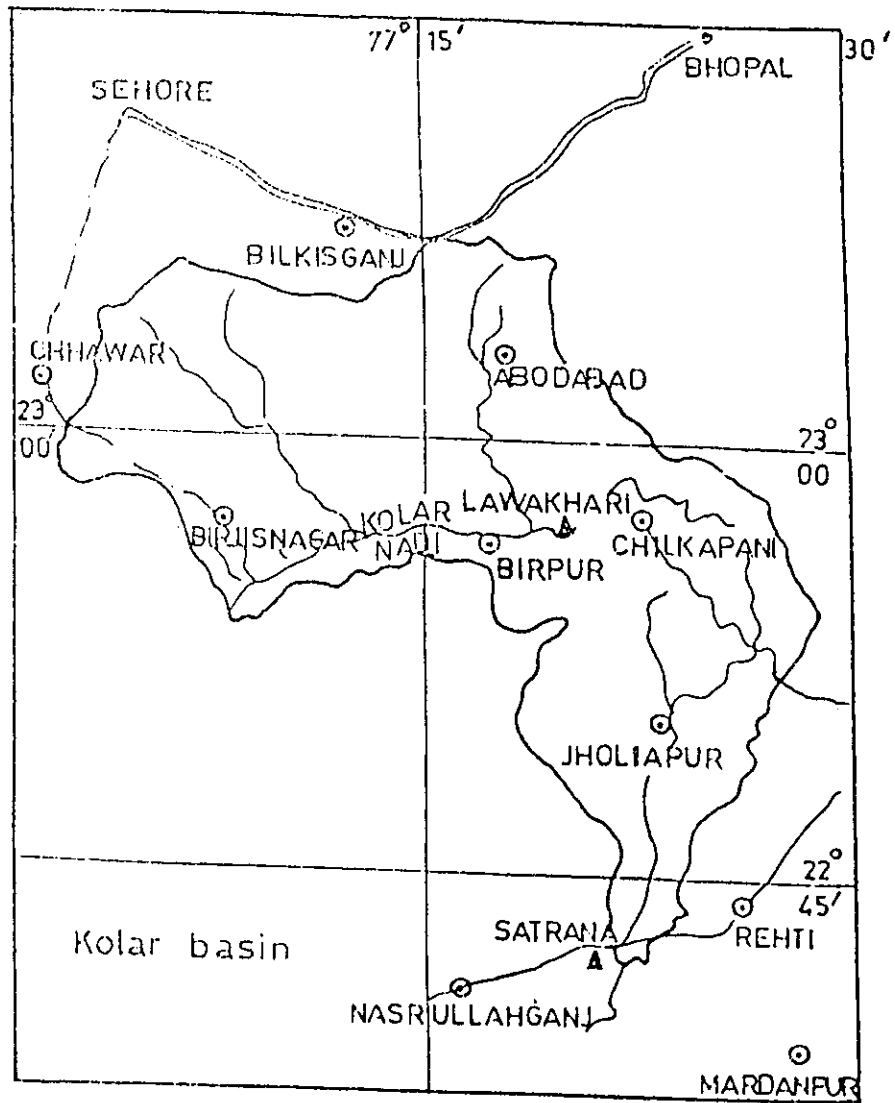 77° 15' 30'
BHOPAL
SEHORE
BILKISGANJ
CHHAWAR
ABODABAD
23° 00'
23° 00
LAWAKHARI
KOLAR
NADI
BIRJISNAGAR
BIRPUR
CHILKAPANI
JHOLIAPUR
22° 45'
SATRANA
REHTI
Kolar basin
NASRULLAHGANJ
MARDANPUR